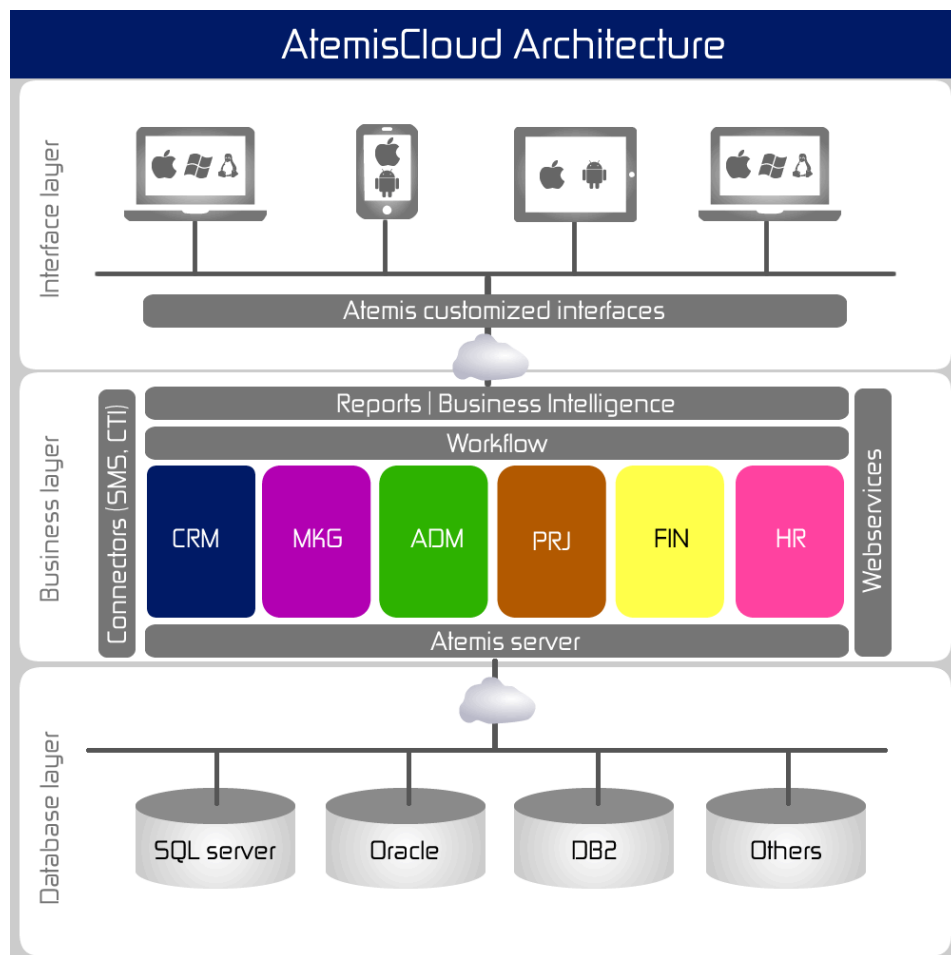 AtemisCloud Architecture
Interface layer
Atemis customized interfaces
Business layer
Connectors (SMS, CTI)
Reports | Business Intelligence
Workflow
CRM
MKG
ADM
PRJ
FIN
HR
Webservices
Atemis server
Database layer
SQL server
Oracle
DB2
Others